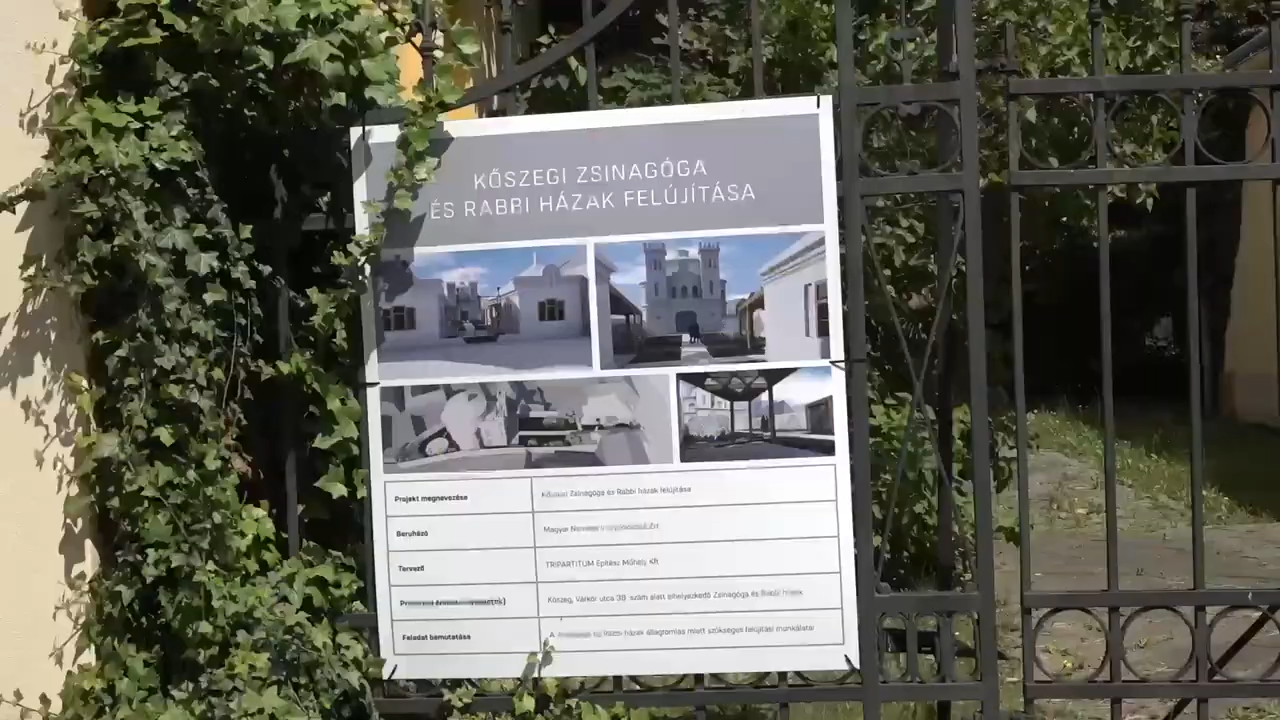 KŐSZEGI ZSINAGÓGA
ÉS RABBI HÁZAK FELÚJÍTÁSA
Projekt megnevezése
Kőszegi Zsinagóga és Rabbi házak felújítása
Beruházó
Magyar Nemzeti
Tervező
TRIPARTITUM Építész Műhely Kft
Kőszeg, Várkör utca 38. szám alatt elhelyezkedő Zsinagóga és Rabbi házak
Feladat bemutatása
A Rabbi házak állagromlás miatt szükséges felújítási munkálatai